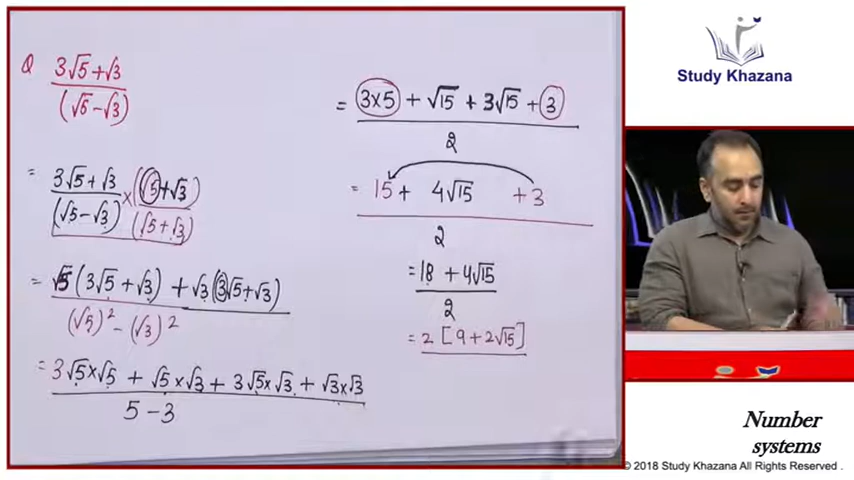 Q 3√5+√3
(√5-√3)
= 3√5+√3 × (√5+√3)
(√5-√3) (√5+√3)
= √5 (3√5+√3) + √3 (3√5+√3)
(√5)² - (√3)²
= 3√5×√5 + √5×√3 + 3√5×√3 + √3×√3
5-3
= 3×5 + √15 + 3√15 + 3
2
= 15+ 4√15 +3
2
= 18 + 4√15
2
= 2 [9+2√15]
Study Khazana
Number
systems
© 2018 Study Khazana All Rights Reserved .